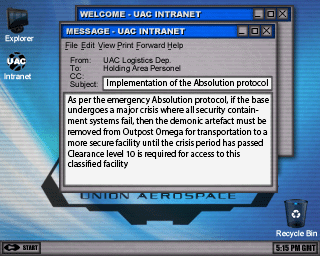 WELCOME - UAC INTRANET
MESSAGE - UAC INTRANET
File Edit View Print Forward Help
From: UAC Logistics Dep.
To: Holding Area Personel
CC:
Subject: Implementation of the Absolution protocol
As per the emergency Absolution protocol, if the base
undergoes a major crisis where all security contain-
ment systems fail, then the demonic artefact must be
removed from Outpost Omega for transportation to a
more secure facility until the crisis period has passed
Clearance level 10 is required for access to this
classified facility
Explorer
UAC
Intranet
UNION AEROSPACE
Recycle Bin
START
5:15 PM GMT